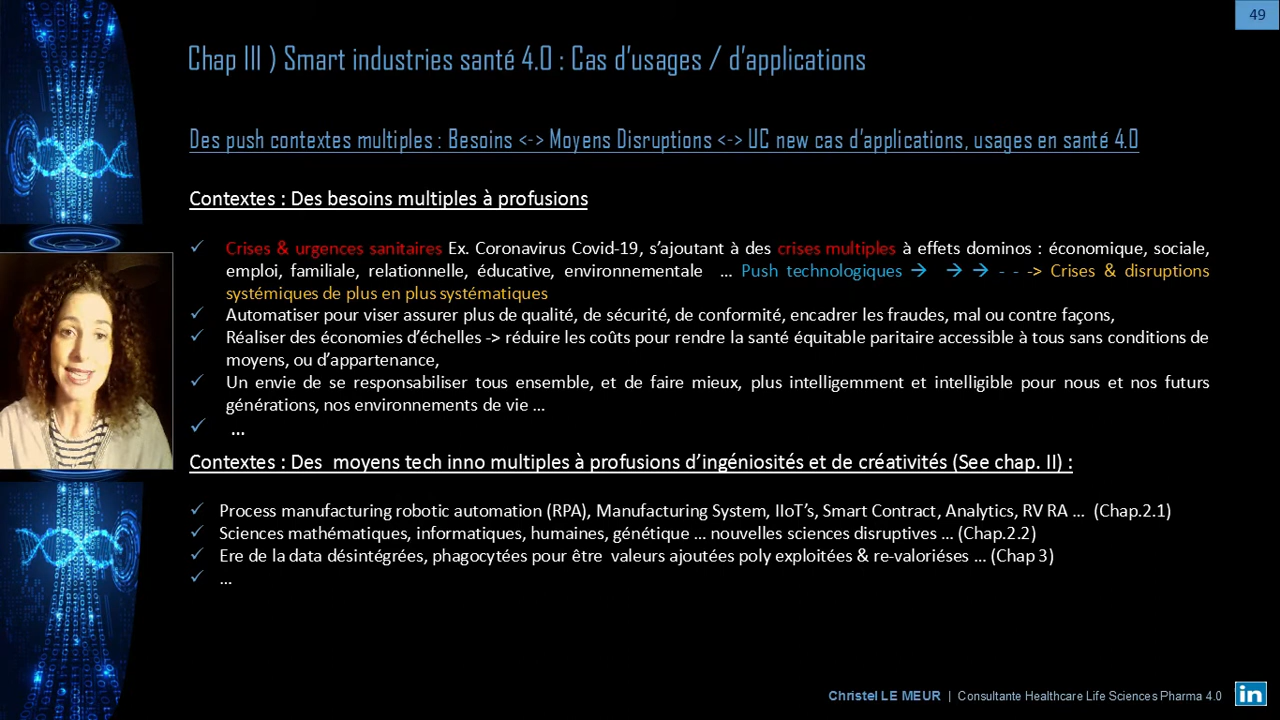 49
Chap III ) Smart industries santé 4.0 : Cas d'usages / d'applications
Des push contextes multiples : Besoins <-> Moyens Disruptions <-> UC new cas d'applications, usages en santé 4.0
Contextes : Des besoins multiples à profusions
✓ Crises & urgences sanitaires Ex. Coronavirus Covid-19, s'ajoutant à des crises multiples à effets dominos : économique, sociale,
emploi, familiale, relationnelle, éducative, environnementale ... Push technologiques → → → - - -> Crises & disruptions
systémiques de plus en plus systématiques
✓ Automatiser pour viser assurer plus de qualité, de sécurité, de conformité, encadrer les fraudes, mal ou contre façons,
✓ Réaliser des économies d'échelles -> réduire les coûts pour rendre la santé équitable paritaire accessible à tous sans conditions de
moyens, ou d'appartenance,
✓ Un envie de se responsabiliser tous ensemble, et de faire mieux, plus intelligemment et intelligible pour nous et nos futurs
générations, nos environnements de vie ...
✓ ...
Contextes : Des moyens tech inno multiples à profusions d'ingéniosités et de créativités (See chap. II) :
✓ Process manufacturing robotic automation (RPA), Manufacturing System, IIoT's, Smart Contract, Analytics, RV RA ... (Chap.2.1)
✓ Sciences mathématiques, informatiques, humaines, génétique ... nouvelles sciences disruptives ... (Chap.2.2)
✓ Ere de la data désintégrées, phagocytées pour être valeurs ajoutées poly exploitées & re-valoriéses ... (Chap 3)
✓ ...
Christel LE MEUR | Consultante Healthcare Life Sciences Pharma 4.0
in